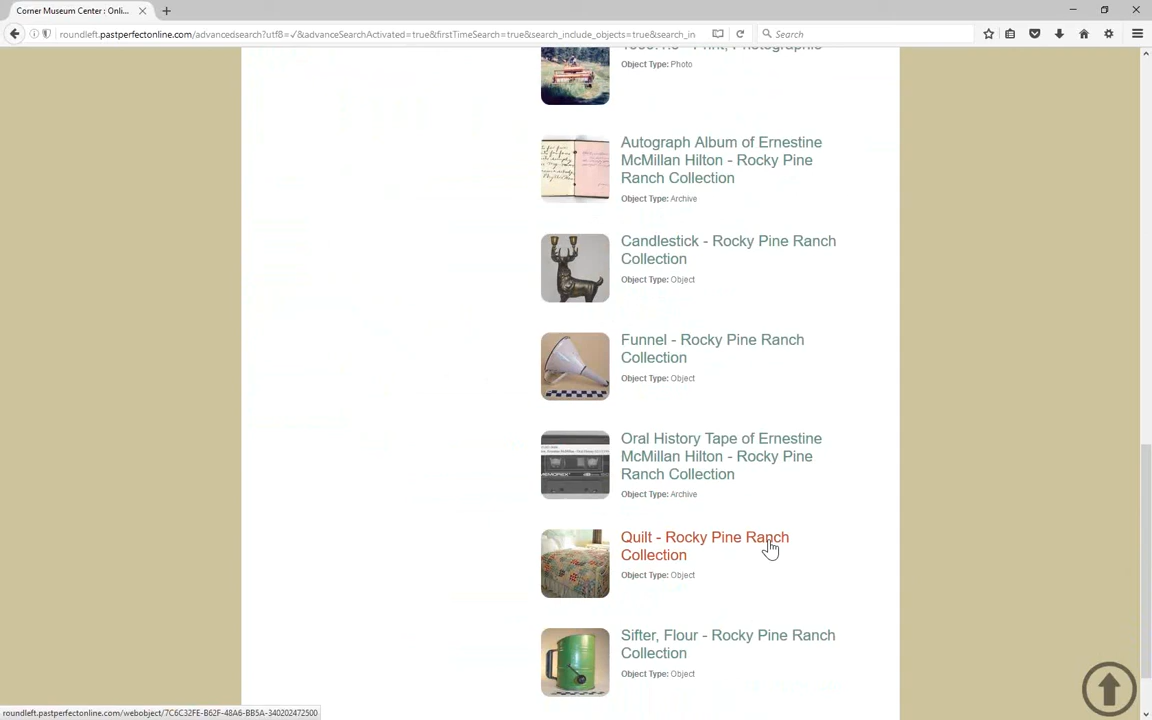 Corner Museum Center : Onli...
roundleft.pastperfectonline.com/advancedsearch?utf8=✓&advanceSearchActivated=true&firstTimeSearch=true&search_include_objects=true&search_in
Search
Object Type: Photo
Autograph Album of Ernestine
McMillan Hilton - Rocky Pine
Ranch Collection
Object Type: Archive
Candlestick - Rocky Pine Ranch
Collection
Object Type: Object
Funnel - Rocky Pine Ranch
Collection
Object Type: Object
Oral History Tape of Ernestine
McMillan Hilton - Rocky Pine
Ranch Collection
Object Type: Archive
MEMOREX
Quilt - Rocky Pine Ranch
Collection
Object Type: Object
Sifter, Flour - Rocky Pine Ranch
Collection
Object Type: Object
roundleft.pastperfectonline.com/webobject/7C6C32FE-B62F-48A6-BB5A-340202472500